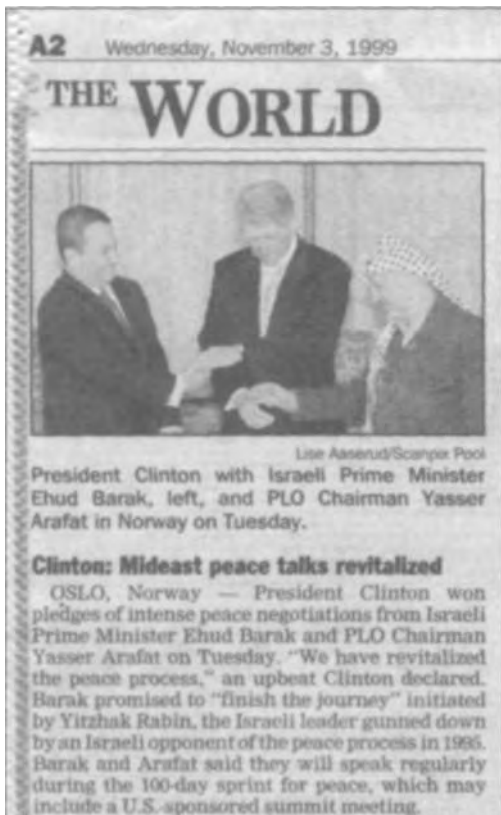 A2 Wednesday, November 3, 1999
THE WORLD
Lise Aaserud/Scanpix Pool
President Clinton with Israeli Prime Minister
Ehud Barak, left, and PLO Chairman Yasser
Arafat in Norway on Tuesday.
Clinton: Mideast peace talks revitalized
OSLO, Norway — President Clinton won
pledges of intense peace negotiations from Israeli
Prime Minister Ehud Barak and PLO Chairman
Yasser Arafat on Tuesday. "We have revitalized
the peace process," an upbeat Clinton declared.
Barak promised to "finish the journey" initiated
by Yitzhak Rabin, the Israeli leader gunned down
by an Israeli opponent of the peace process in 1995.
Barak and Arafat said they will speak regularly
during the 100-day sprint for peace, which may
include a U.S.-sponsored summit meeting.